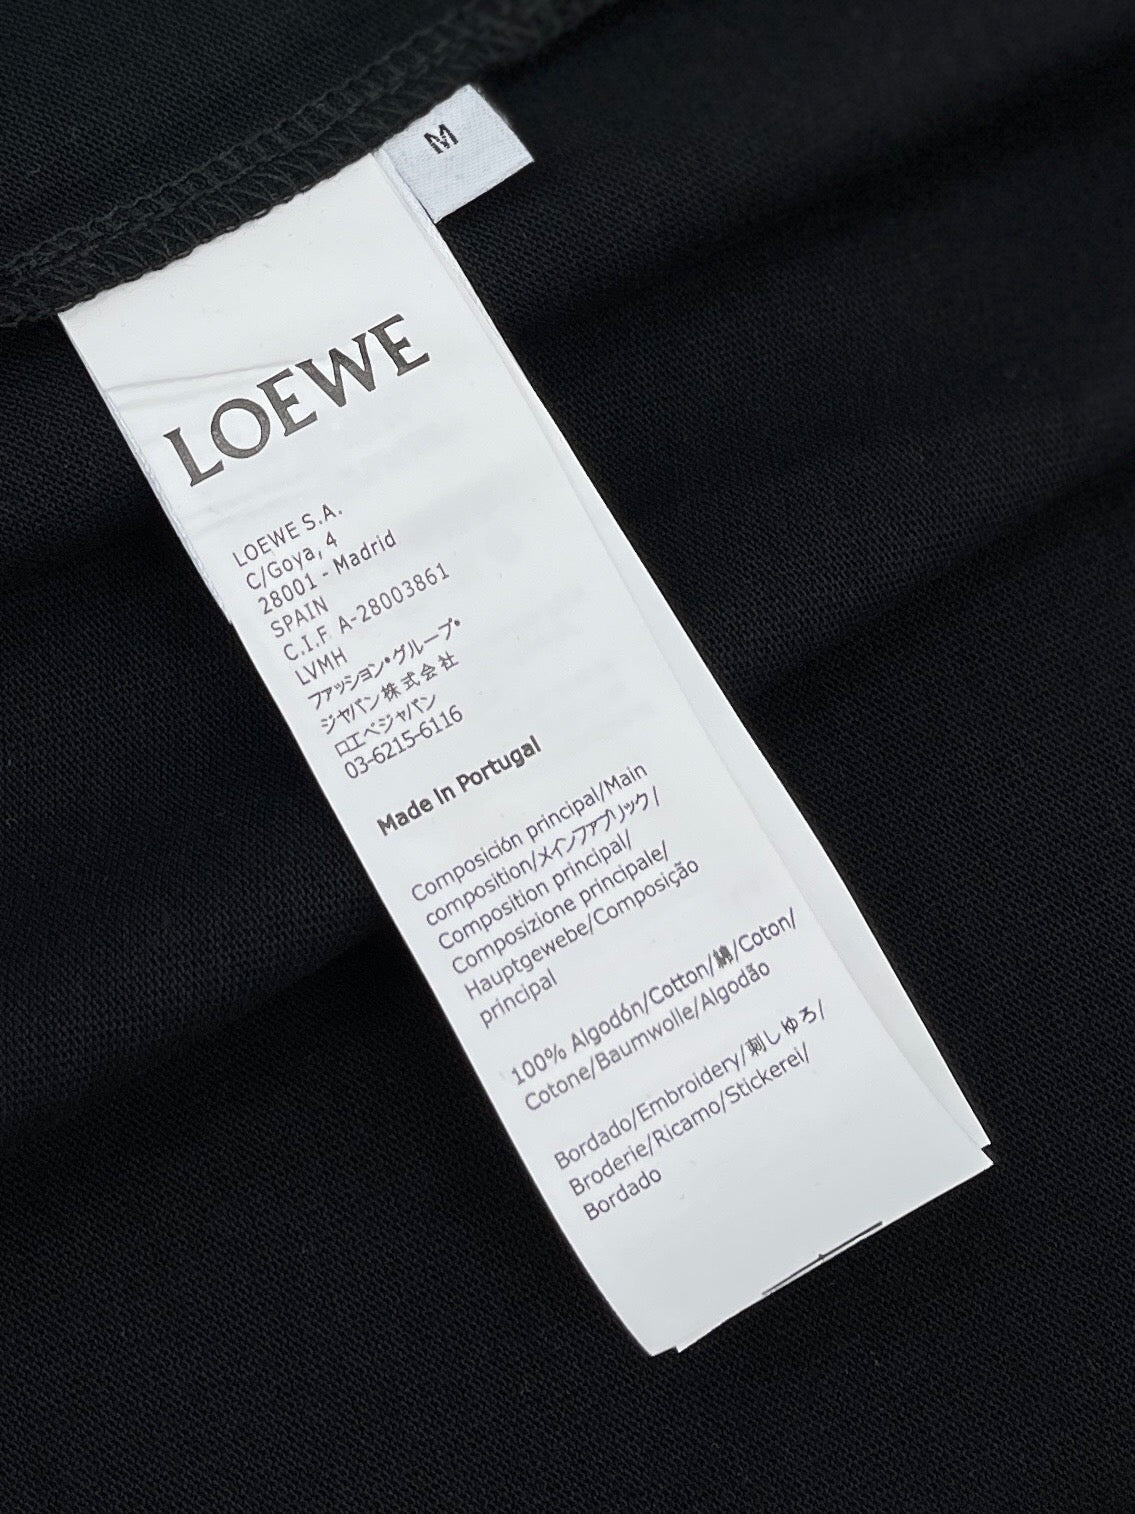 M
LOEWE
LOEWE S.A.
C/Goya, 4
28001 - Madrid
SPAIN
C.I.F. A-28003861
LVMH
ファッション・グループ・
ジャパン株式会社
ロエベジャパン
03-6215-6116
Made In Portugal
Composición principal/Main
composition/メインファブリック/
Composition principal/
Composizione principale/
Hauptgewebe/Composição
principal
100% Algodón/Cotton/綿/Coton/
Cotone/Baumwolle/Algodão
Bordado/Embroidery/刺しゆろ/
Broderie/Ricamo/Stickerei/
Bordado